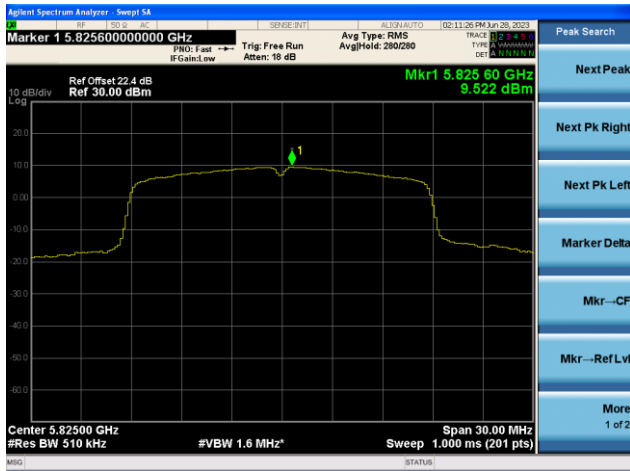 Agilent Spectrum Analyzer - Swept SA
RF 50 Ω AC SENSE:INT ALIGN AUTO 02:11:26 PM Jun 28, 2023
Marker 1 5.825600000000 GHz
PNO: Fast
IFGain:Low
Trig: Free Run
Atten: 18 dB
Avg Type: RMS
Avg|Hold: 280/280
TRACE 1 2 3 4 5 6
TYPE A WWWWW
DET A N N N N N
Peak Search
Ref Offset 22.4 dB
10 dB/div Ref 30.00 dBm
Log
Mkr1 5.825 60 GHz
9.522 dBm
20.0
10.0
0.00
-10.0
-20.0
-30.0
-40.0
-50.0
-60.0
1
Next Peak
Next Pk Right
Next Pk Left
Marker Delta
Mkr→CF
Mkr→Ref Lvl
More
1 of 2
Center 5.82500 GHz
Span 30.00 MHz
#Res BW 510 kHz
#VBW 1.6 MHz*
Sweep 1.000 ms (201 pts)
MSG
STATUS